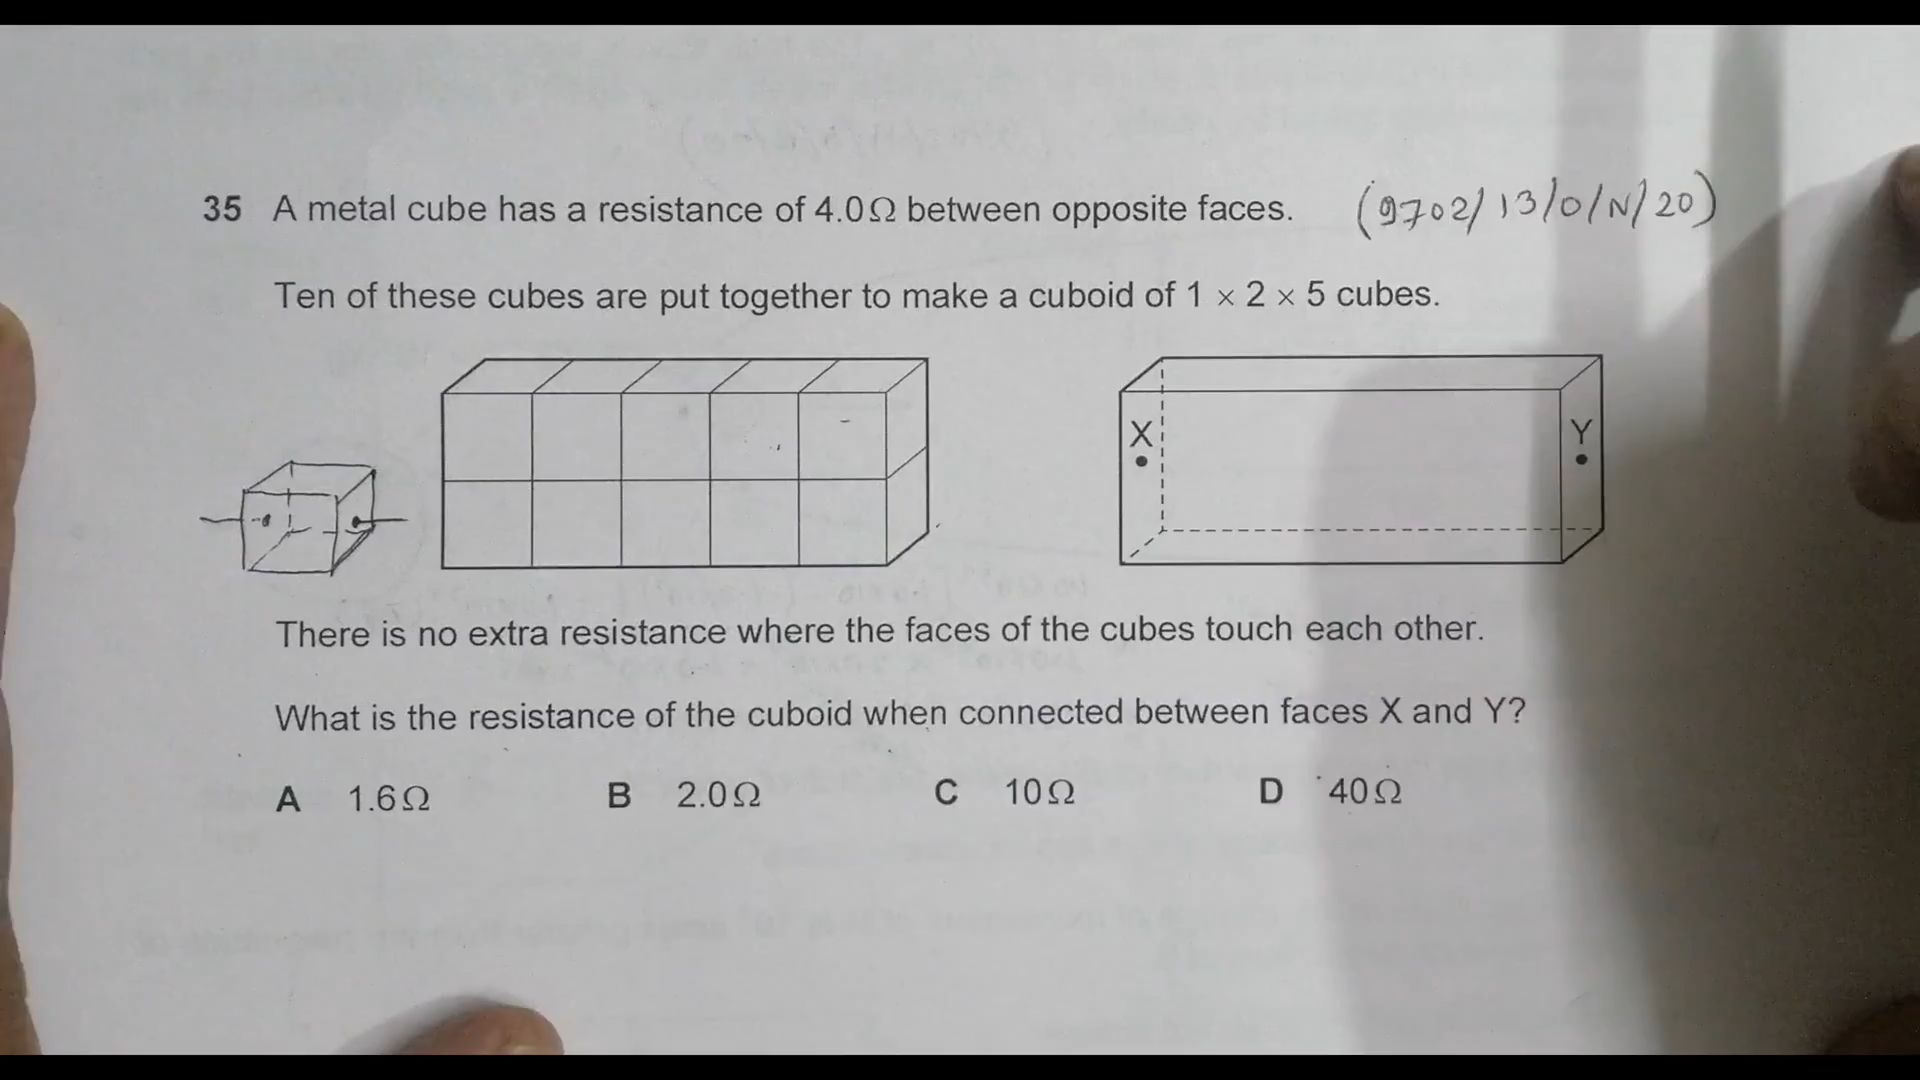 35 A metal cube has a resistance of 4.0Ω between opposite faces. (9702/13/O/N/20)
Ten of these cubes are put together to make a cuboid of 1 × 2 × 5 cubes.
X Y
There is no extra resistance where the faces of the cubes touch each other.
What is the resistance of the cuboid when connected between faces X and Y?
A 1.6Ω B 2.0Ω C 10Ω D 40Ω